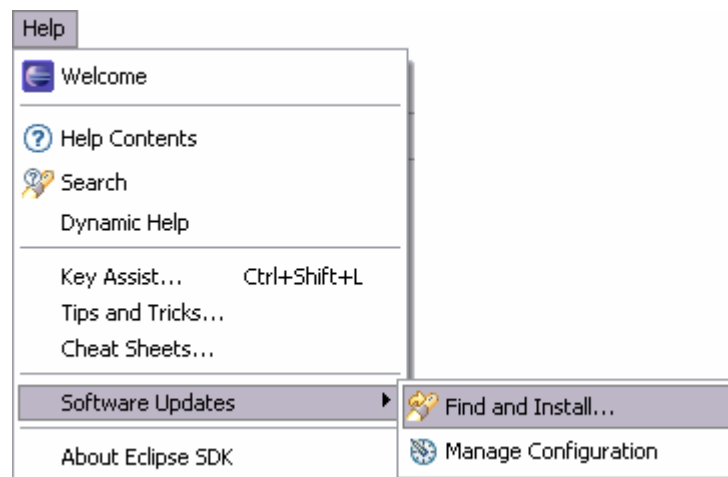 Help
Welcome
Help Contents
Search
Dynamic Help
Key Assist... Ctrl+Shift+L
Tips and Tricks...
Cheat Sheets...
Software Updates
Find and Install...
Manage Configuration
About Eclipse SDK